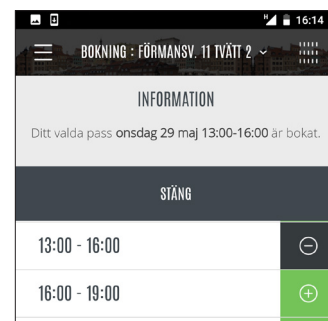 H 16:14
BOKNING : FÖRMANSV. 11 TVÄTT 2
INFORMATION
Ditt valda pass onsdag 29 maj 13:00-16:00 är bokat.
STÄNG
13:00 - 16:00
16:00 - 19:00